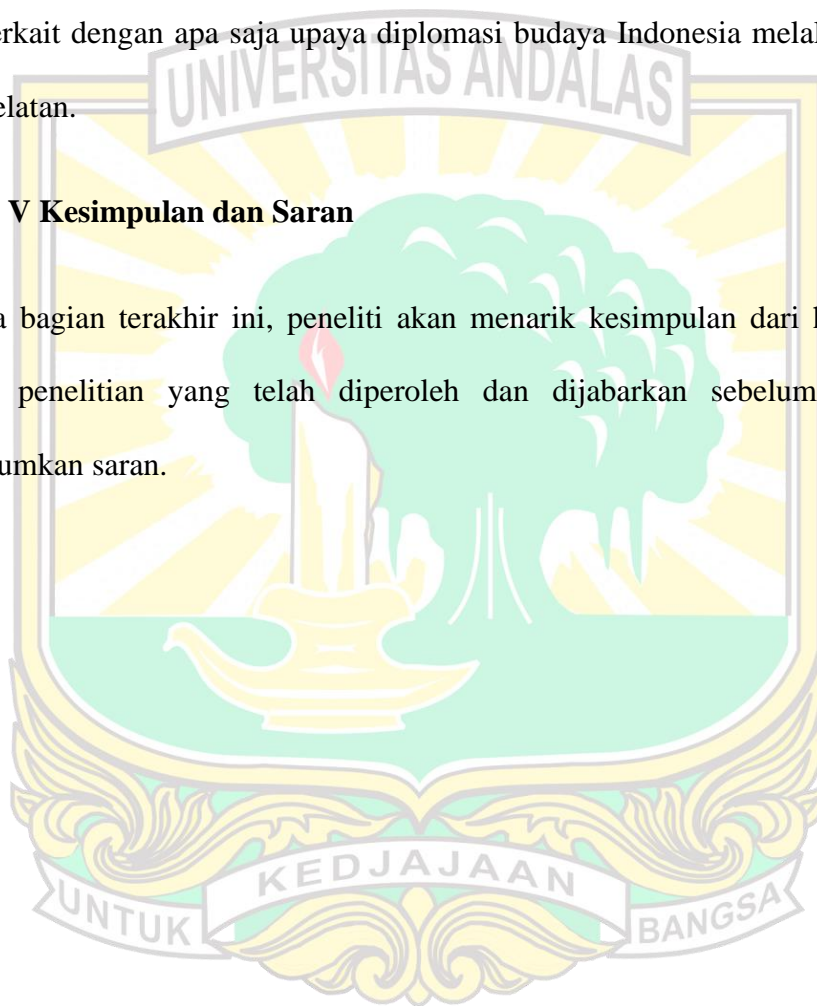 UNIVERSITAS ANDALAS
erkait dengan apa saja upaya diplomasi budaya Indonesia melal
elatan.
V Kesimpulan dan Saran
a bagian terakhir ini, peneliti akan menarik kesimpulan dari h
penelitian yang telah diperoleh dan dijabarkan sebelum
umkan saran.
KEDJAJAAN
UNTUK BANGSA